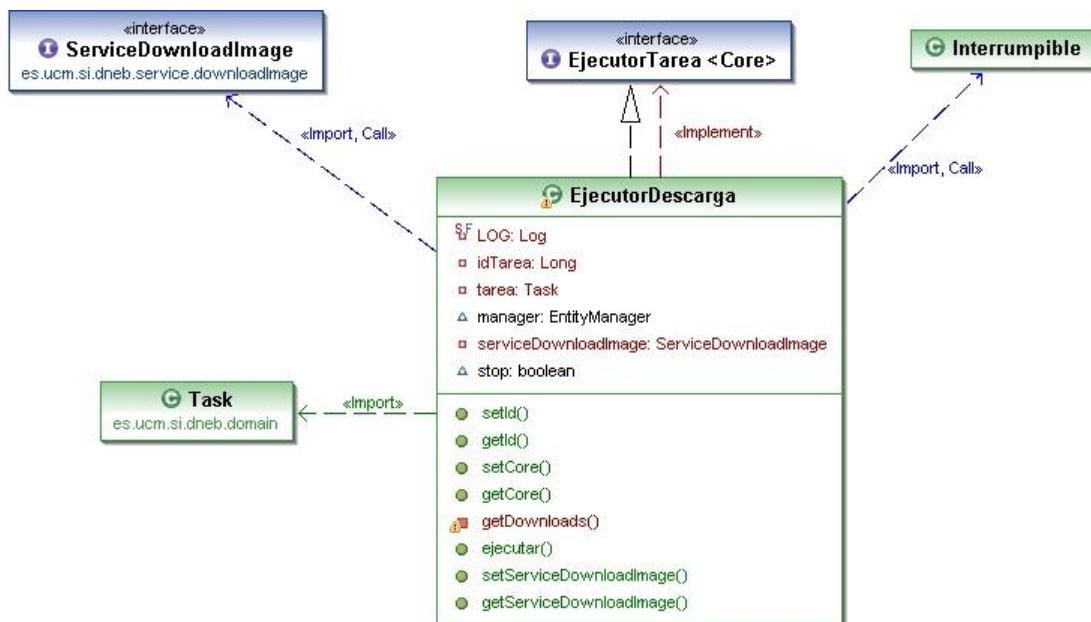 «interface»
ServiceDownloadImage
es.ucm.si.dneb.service.downloadImage
«interface»
EjecutorTarea <Core>
Interrumpible
«Import, Call»
«Implement»
«Import, Call»
EjecutorDescarga
LOG: Log
idTarea: Long
tarea: Task
manager: EntityManager
serviceDownloadImage: ServiceDownloadImage
stop: boolean
Task
es.ucm.si.dneb.domain
«Import»
setId()
getId()
setCore()
getCore()
getDownloads()
ejecutar()
setServiceDownloadImage()
getServiceDownloadImage()